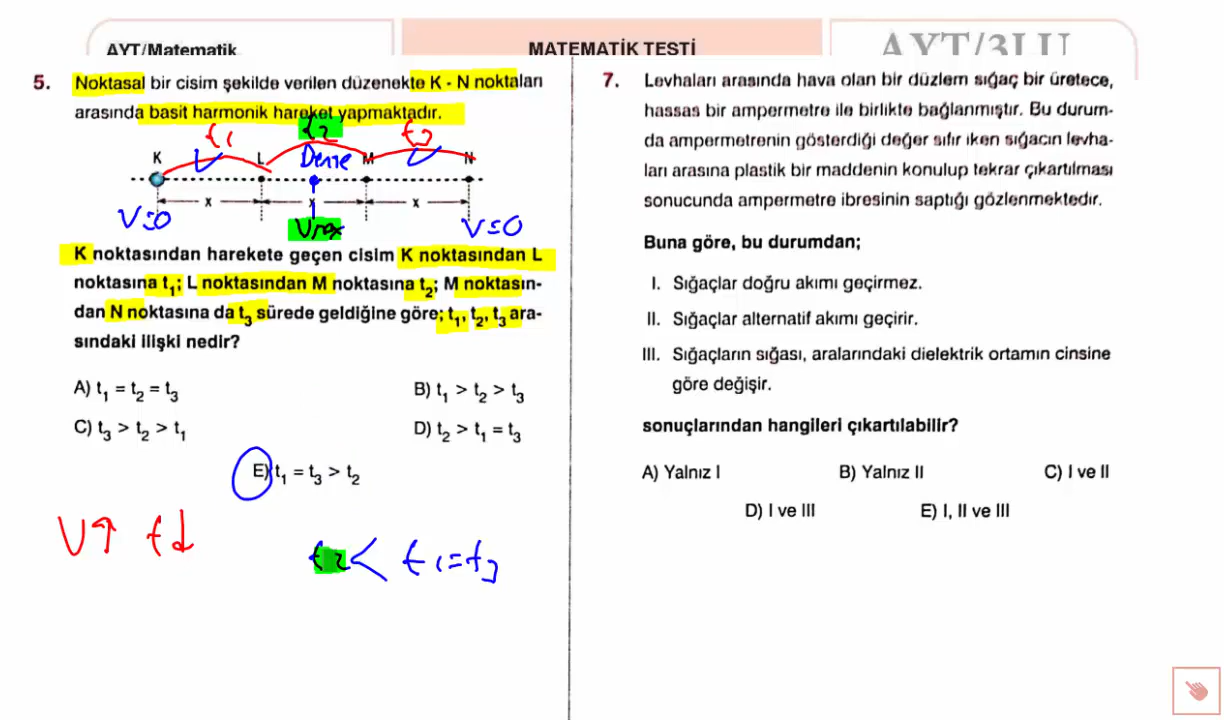 AYT/Matematik
MATEMATİK TESTİ
AYT/3LU
5. Noktasal bir cisim şekilde verilen düzenekte K - N noktaları
arasında basit harmonik hareket yapmaktadır.
t1 t2 t3
K L Denge M N
x x x
V=0 Vmax V=0
K noktasından harekete geçen cisim K noktasından L
noktasına t₁; L noktasından M noktasına t₂; M noktasın-
dan N noktasına da t₃ sürede geldiğine göre; t₁, t₂, t₃ ara-
sındaki ilişki nedir?
A) t₁ = t₂ = t₃ B) t₁ > t₂ > t₃
C) t₃ > t₂ > t₁ D) t₂ > t₁ = t₃
E) t₁ = t₃ > t₂
V↑ t↓
t2 < t1=t3
7. Levhaları arasında hava olan bir düzlem sığaç bir üretece,
hassas bir ampermetre ile birlikte bağlanmıştır. Bu durum-
da ampermetrenin gösterdiği değer sıfır iken sığacın levha-
ları arasına plastik bir maddenin konulup tekrar çıkartılması
sonucunda ampermetre ibresinin saptığı gözlenmektedir.
Buna göre, bu durumdan;
I. Sığaçlar doğru akımı geçirmez.
II. Sığaçlar alternatif akımı geçirir.
III. Sığaçların sığası, aralarındaki dielektrik ortamın cinsine
göre değişir.
sonuçlarından hangileri çıkartılabilir?
A) Yalnız I B) Yalnız II C) I ve II
D) I ve III E) I, II ve III